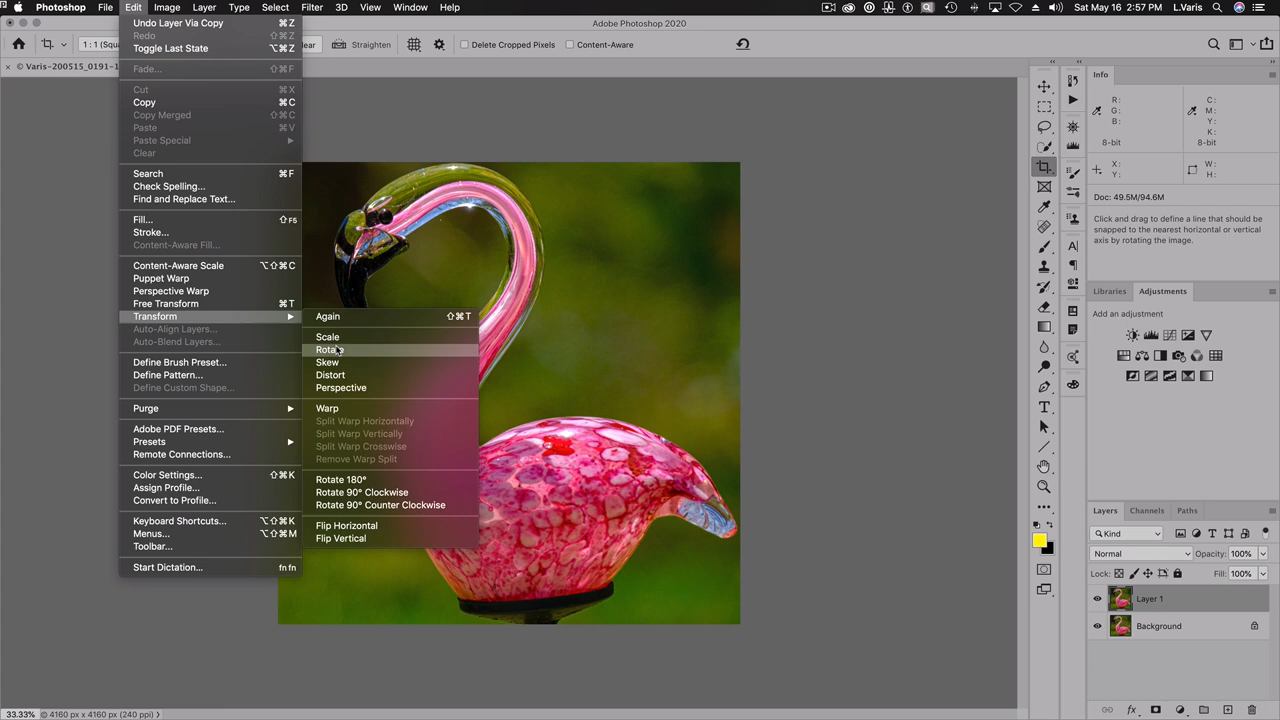 Photoshop File Edit Image Layer Type Select Filter 3D View Window Help Sat May 16 2:57 PM L.Varis
Adobe Photoshop 2020
1 : 1 (Squa
lear Straighten Delete Cropped Pixels Content-Aware
× © Varis-200515_0191-1
Undo Layer Via Copy ⌘Z
Redo ⇧⌘Z
Toggle Last State ⌥⌘Z
Fade... ⇧⌘F
Cut ⌘X
Copy ⌘C
Copy Merged ⇧⌘C
Paste ⌘V
Paste Special ▶
Clear
Search ⌘F
Check Spelling...
Find and Replace Text...
Fill... ⇧F5
Stroke...
Content-Aware Fill...
Content-Aware Scale ⌥⇧⌘C
Puppet Warp
Perspective Warp
Free Transform ⌘T
Transform ▶
Auto-Align Layers...
Auto-Blend Layers...
Define Brush Preset...
Define Pattern...
Define Custom Shape...
Purge ▶
Adobe PDF Presets...
Presets ▶
Remote Connections...
Color Settings... ⇧⌘K
Assign Profile...
Convert to Profile...
Keyboard Shortcuts... ⌥⇧⌘K
Menus... ⌥⇧⌘M
Toolbar...
Start Dictation... fn fn
Again ⇧⌘T
Scale
Rotate
Skew
Distort
Perspective
Warp
Split Warp Horizontally
Split Warp Vertically
Split Warp Crosswise
Remove Warp Split
Rotate 180°
Rotate 90° Clockwise
Rotate 90° Counter Clockwise
Flip Horizontal
Flip Vertical
Info
R: C:
G: M:
B: Y:
K:
8-bit 8-bit
X: W:
Y: H:
Doc: 49.5M/94.6M
Click and drag to define a line that should be
snapped to the nearest horizontal or vertical
axis by rotating the image.
Libraries Adjustments
Add an adjustment
Layers Channels Paths
Kind
Normal Opacity: 100%
Lock: Fill: 100%
Layer 1
Background
33.33% 4160 px x 4160 px (240 ppi)